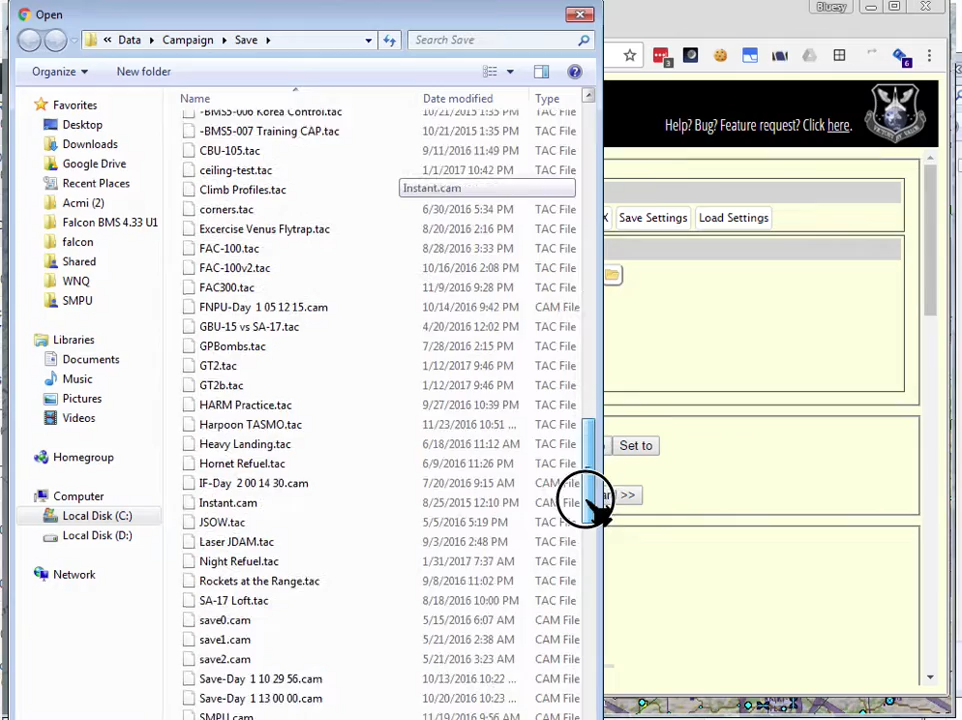 Open
Bluesy
« Data Campaign Save
Search Save
3
6
Organize
New folder
Help? Bug? Feature request? Click here.
Name Date modified Type
Favorites
Desktop
Downloads
Google Drive
Recent Places
Acmi (2)
Falcon BMS 4.33 U1
falcon
Shared
WNQ
SMPU
Libraries
Documents
Music
Pictures
Videos
Homegroup
Computer
Local Disk (C:)
Local Disk (D:)
Network
-BMS5-006 Korea Control.tac 10/21/2015 1:35 PM TAC File
-BMS5-007 Training CAP.tac 10/21/2015 1:35 PM TAC File
CBU-105.tac 9/11/2016 11:49 PM TAC File
ceiling-test.tac 1/1/2017 10:42 PM TAC File
Climb Profiles.tac
Instant.cam
corners.tac 6/30/2016 5:34 PM TAC File
Excercise Venus Flytrap.tac 8/20/2016 2:16 PM TAC File
FAC-100.tac 8/28/2016 3:33 PM TAC File
FAC-100v2.tac 10/16/2016 2:08 PM TAC File
FAC300.tac 11/9/2016 9:28 PM TAC File
FNPU-Day 1 05 12 15.cam 10/14/2016 9:42 PM CAM File
GBU-15 vs SA-17.tac 4/20/2016 12:02 PM TAC File
GPBombs.tac 7/28/2016 2:15 PM TAC File
GT2.tac 1/12/2017 9:46 PM TAC File
GT2b.tac 1/12/2017 9:46 PM TAC File
HARM Practice.tac 9/27/2016 10:39 PM TAC File
Harpoon TASMO.tac 11/23/2016 10:51 ... TAC File
Heavy Landing.tac 6/18/2016 11:12 AM TAC File
Hornet Refuel.tac 6/9/2016 11:26 PM TAC File
IF-Day 2 00 14 30.cam 7/20/2016 9:15 AM CAM File
Instant.cam 8/25/2015 12:10 PM CAM File
JSOW.tac 5/5/2016 5:19 PM TAC File
Laser JDAM.tac 9/3/2016 2:48 PM TAC File
Night Refuel.tac 1/31/2017 7:37 AM TAC File
Rockets at the Range.tac 9/8/2016 11:02 PM TAC File
SA-17 Loft.tac 8/18/2016 10:00 PM TAC File
save0.cam 5/15/2016 6:07 AM CAM File
save1.cam 5/21/2016 2:38 AM CAM File
save2.cam 5/21/2016 3:23 AM CAM File
Save-Day 1 10 29 56.cam 10/13/2016 10:22 ... CAM File
Save-Day 1 13 00 00.cam 10/20/2016 10:23 ... CAM File
SMPU.cam 11/19/2016 9:56 AM CAM File
X
Save Settings
Load Settings
Set to
>>